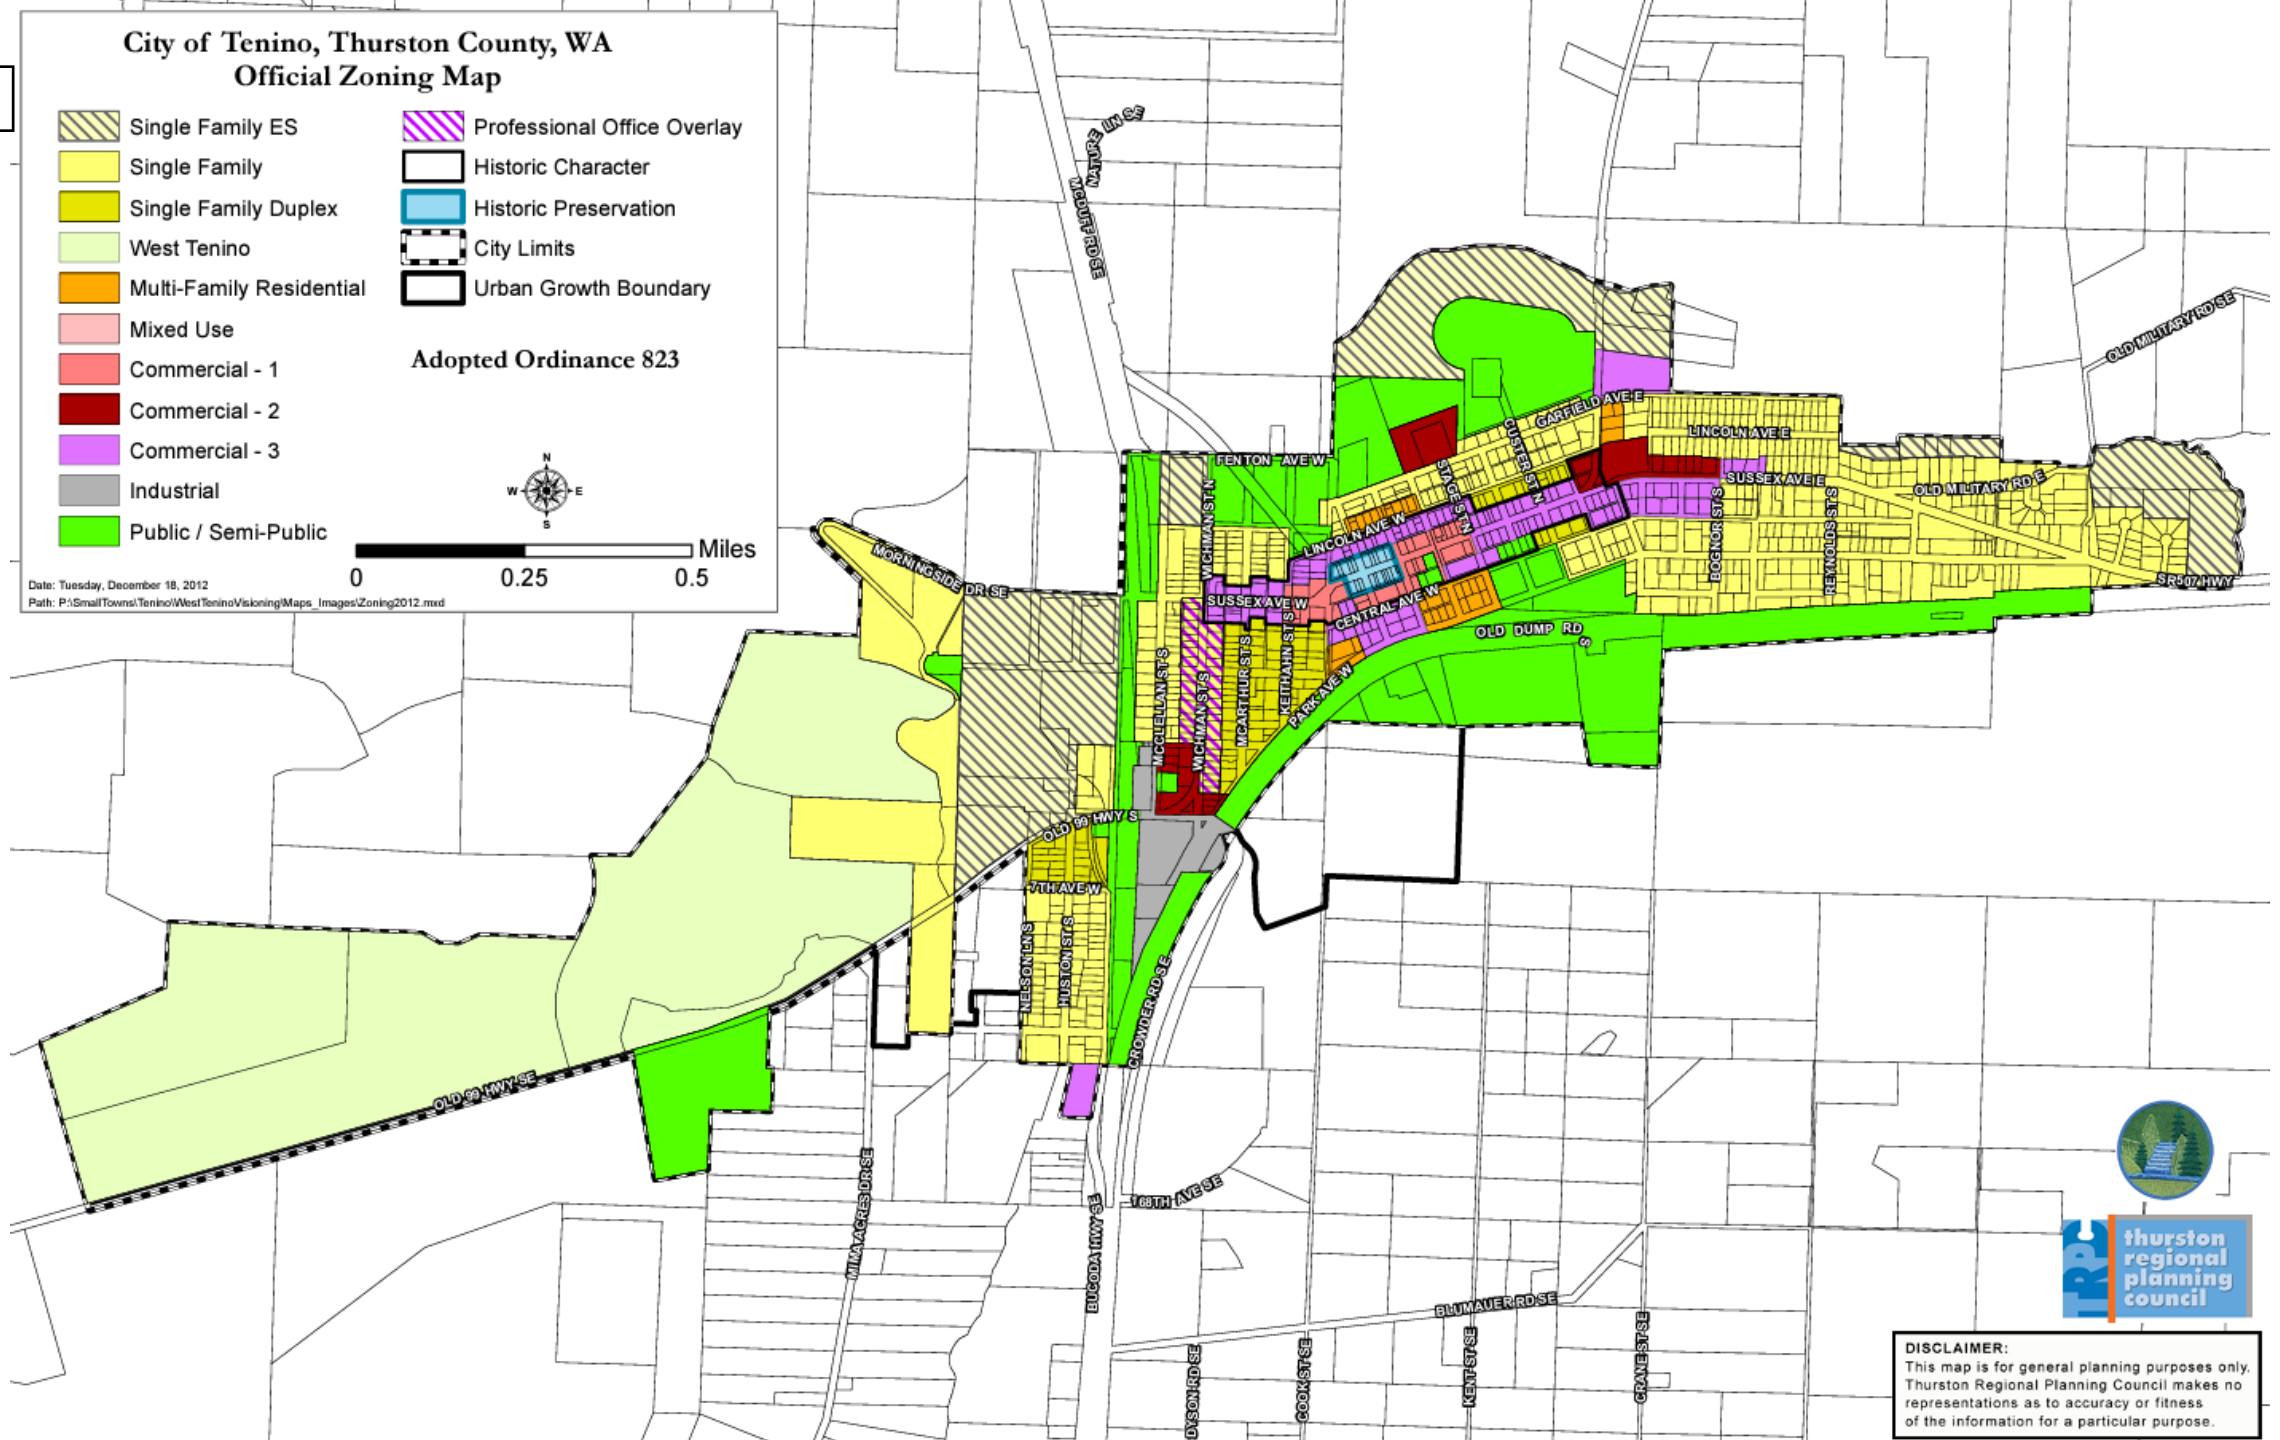 City of Tenino, Thurston County, WA
Official Zoning Map
Single Family ES
Single Family
Single Family Duplex
West Tenino
Multi-Family Residential
Mixed Use
Commercial - 1
Commercial - 2
Commercial - 3
Industrial
Public / Semi-Public
Professional Office Overlay
Historic Character
Historic Preservation
City Limits
Urban Growth Boundary
Adopted Ordinance 823
N
W
E
S
Miles
0
0.25
0.5
Date: Tuesday, December 18, 2012
Path: P:\SmallTowns\Tenino\WestTeninoVisioning\Maps_Images\Zoning2012.mxd
NATURE LN SE
MCDUFF RD SE
OLD MILITARY RD SE
GARFIELD AVE E
LINCOLN AVE E
CUSTER ST N
FENTON AVE W
STAGE ST N
SUSSEX AVE E
OLD MILITARY RD E
WICHMAN ST N
LINCOLN AVE W
BOGNOR ST S
REYNOLDS ST S
MORNINGSIDE DR SE
SR507 HWY
SUSSEX AVE W
CENTRAL AVE W
OLD DUMP RD S
MCCLELLAN ST S
WICHMAN ST S
MCARTHUR ST S
KEITHAHN ST S
PARK AVE W
OLD 99 HWY S
7TH AVE W
NELSON LN S
HUSTON ST S
CROWDER RD SE
OLD 99 HWY SE
MIMA ACRES DR SE
BUCODA HWY SE
168TH AVE SE
BLUMAUER RD SE
DYSON RD SE
COOK ST SE
KENT ST SE
CRANE ST SE
TRPC
thurston
regional
planning
council
DISCLAIMER:
This map is for general planning purposes only.
Thurston Regional Planning Council makes no
representations as to accuracy or fitness
of the information for a particular purpose.